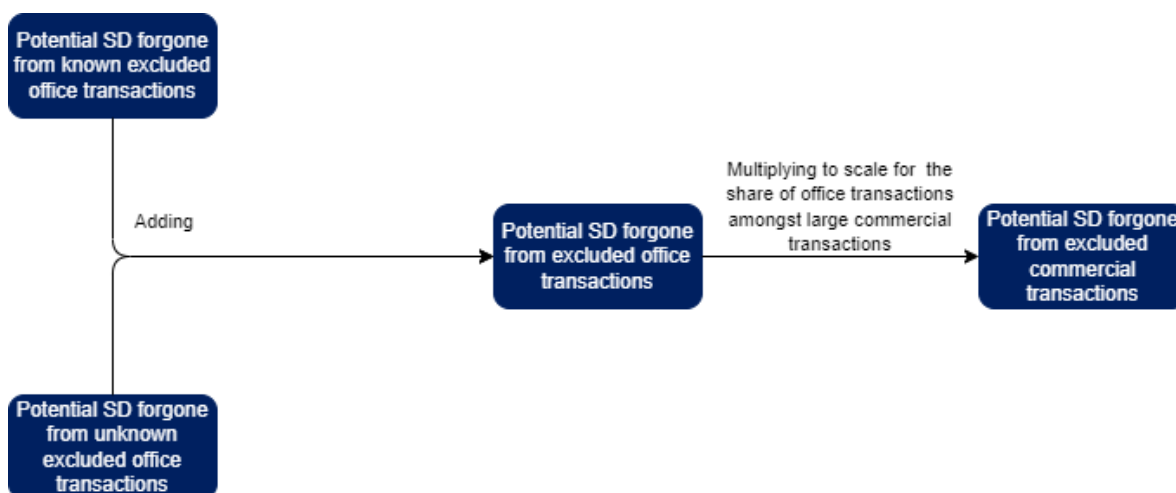 Potential SD forgone
from known excluded
office transactions
Adding
Multiplying to scale for the
share of office transactions
amongst large commercial
transactions
Potential SD forgone
from excluded office
transactions
Potential SD forgone
from excluded
commercial
transactions
Potential SD forgone
from unknown
excluded office
transactions